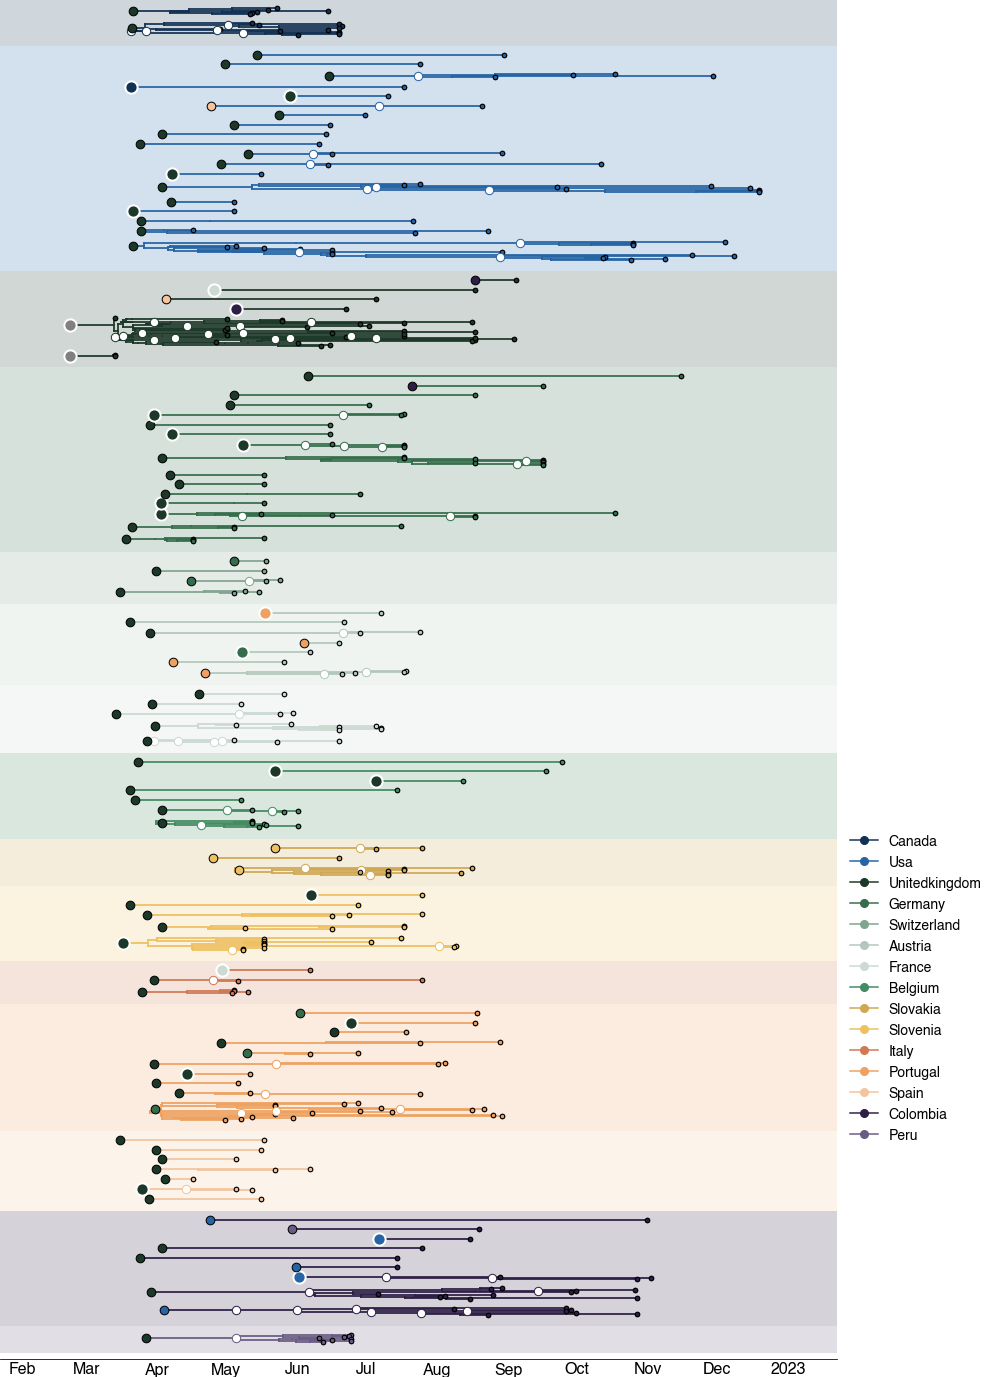 Canada
Usa
Unitedkingdom
Germany
Switzerland
Austria
France
Belgium
Slovakia
Slovenia
Italy
Portugal
Spain
Colombia
Peru
Feb Mar Apr May Jun Jul Aug Sep Oct Nov Dec 2023